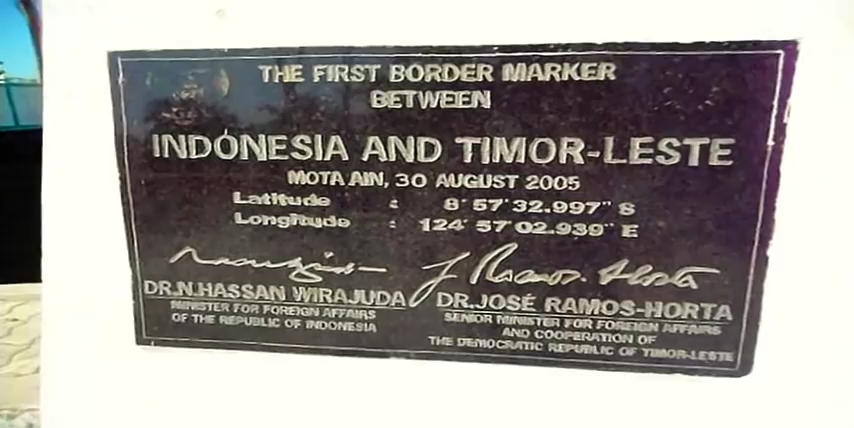 THE FIRST BORDER MARKER
BETWEEN
INDONESIA AND TIMOR-LESTE
MOTA AIN, 30 AUGUST 2005
Latitude : 8° 57' 32.997" S
Longitude : 124° 57' 02.939" E
J Ramos. Horta
DR.N.HASSAN WIRAJUDA
MINISTER FOR FOREIGN AFFAIRS
OF THE REPUBLIC OF INDONESIA
DR.JOSÉ RAMOS-HORTA
SENIOR MINISTER FOR FOREIGN AFFAIRS
AND COOPERATION OF
THE DEMOCRATIC REPUBLIC OF TIMOR-LESTE